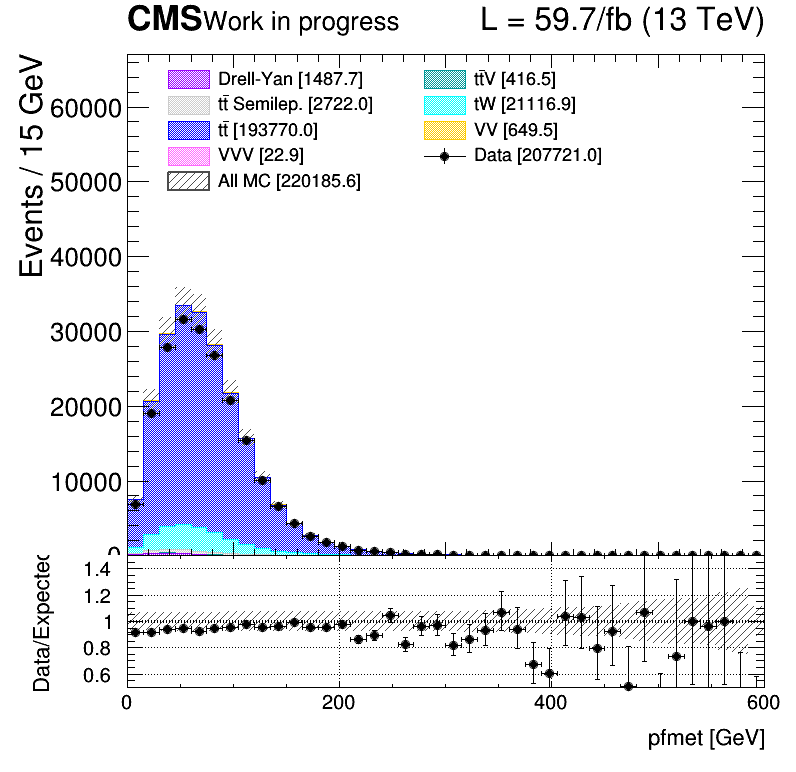 CMS Work in progress L = 59.7/fb (13 TeV)
Events / 15 GeV
Drell-Yan [1487.7] tt̄V [416.5]
tt̄ Semilep. [2722.0] tW [21116.9]
tt̄ [193770.0] VV [649.5]
VVV [22.9] Data [207721.0]
All MC [220185.6]
60000
50000
40000
30000
20000
10000
0
Data/Expected
1.4
1.2
1
0.8
0.6
0 200 400 600
pfmet [GeV]